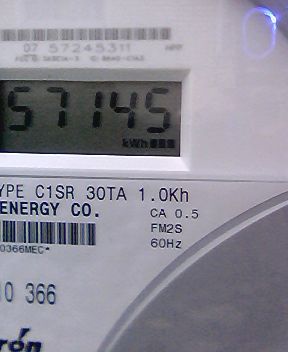 07 57245311
57145
kWh
YPE C1SR 30TA 1.0Kh
ENERGY CO.
CA 0.5
FM2S
60Hz
0366MEC*
10 366
rón